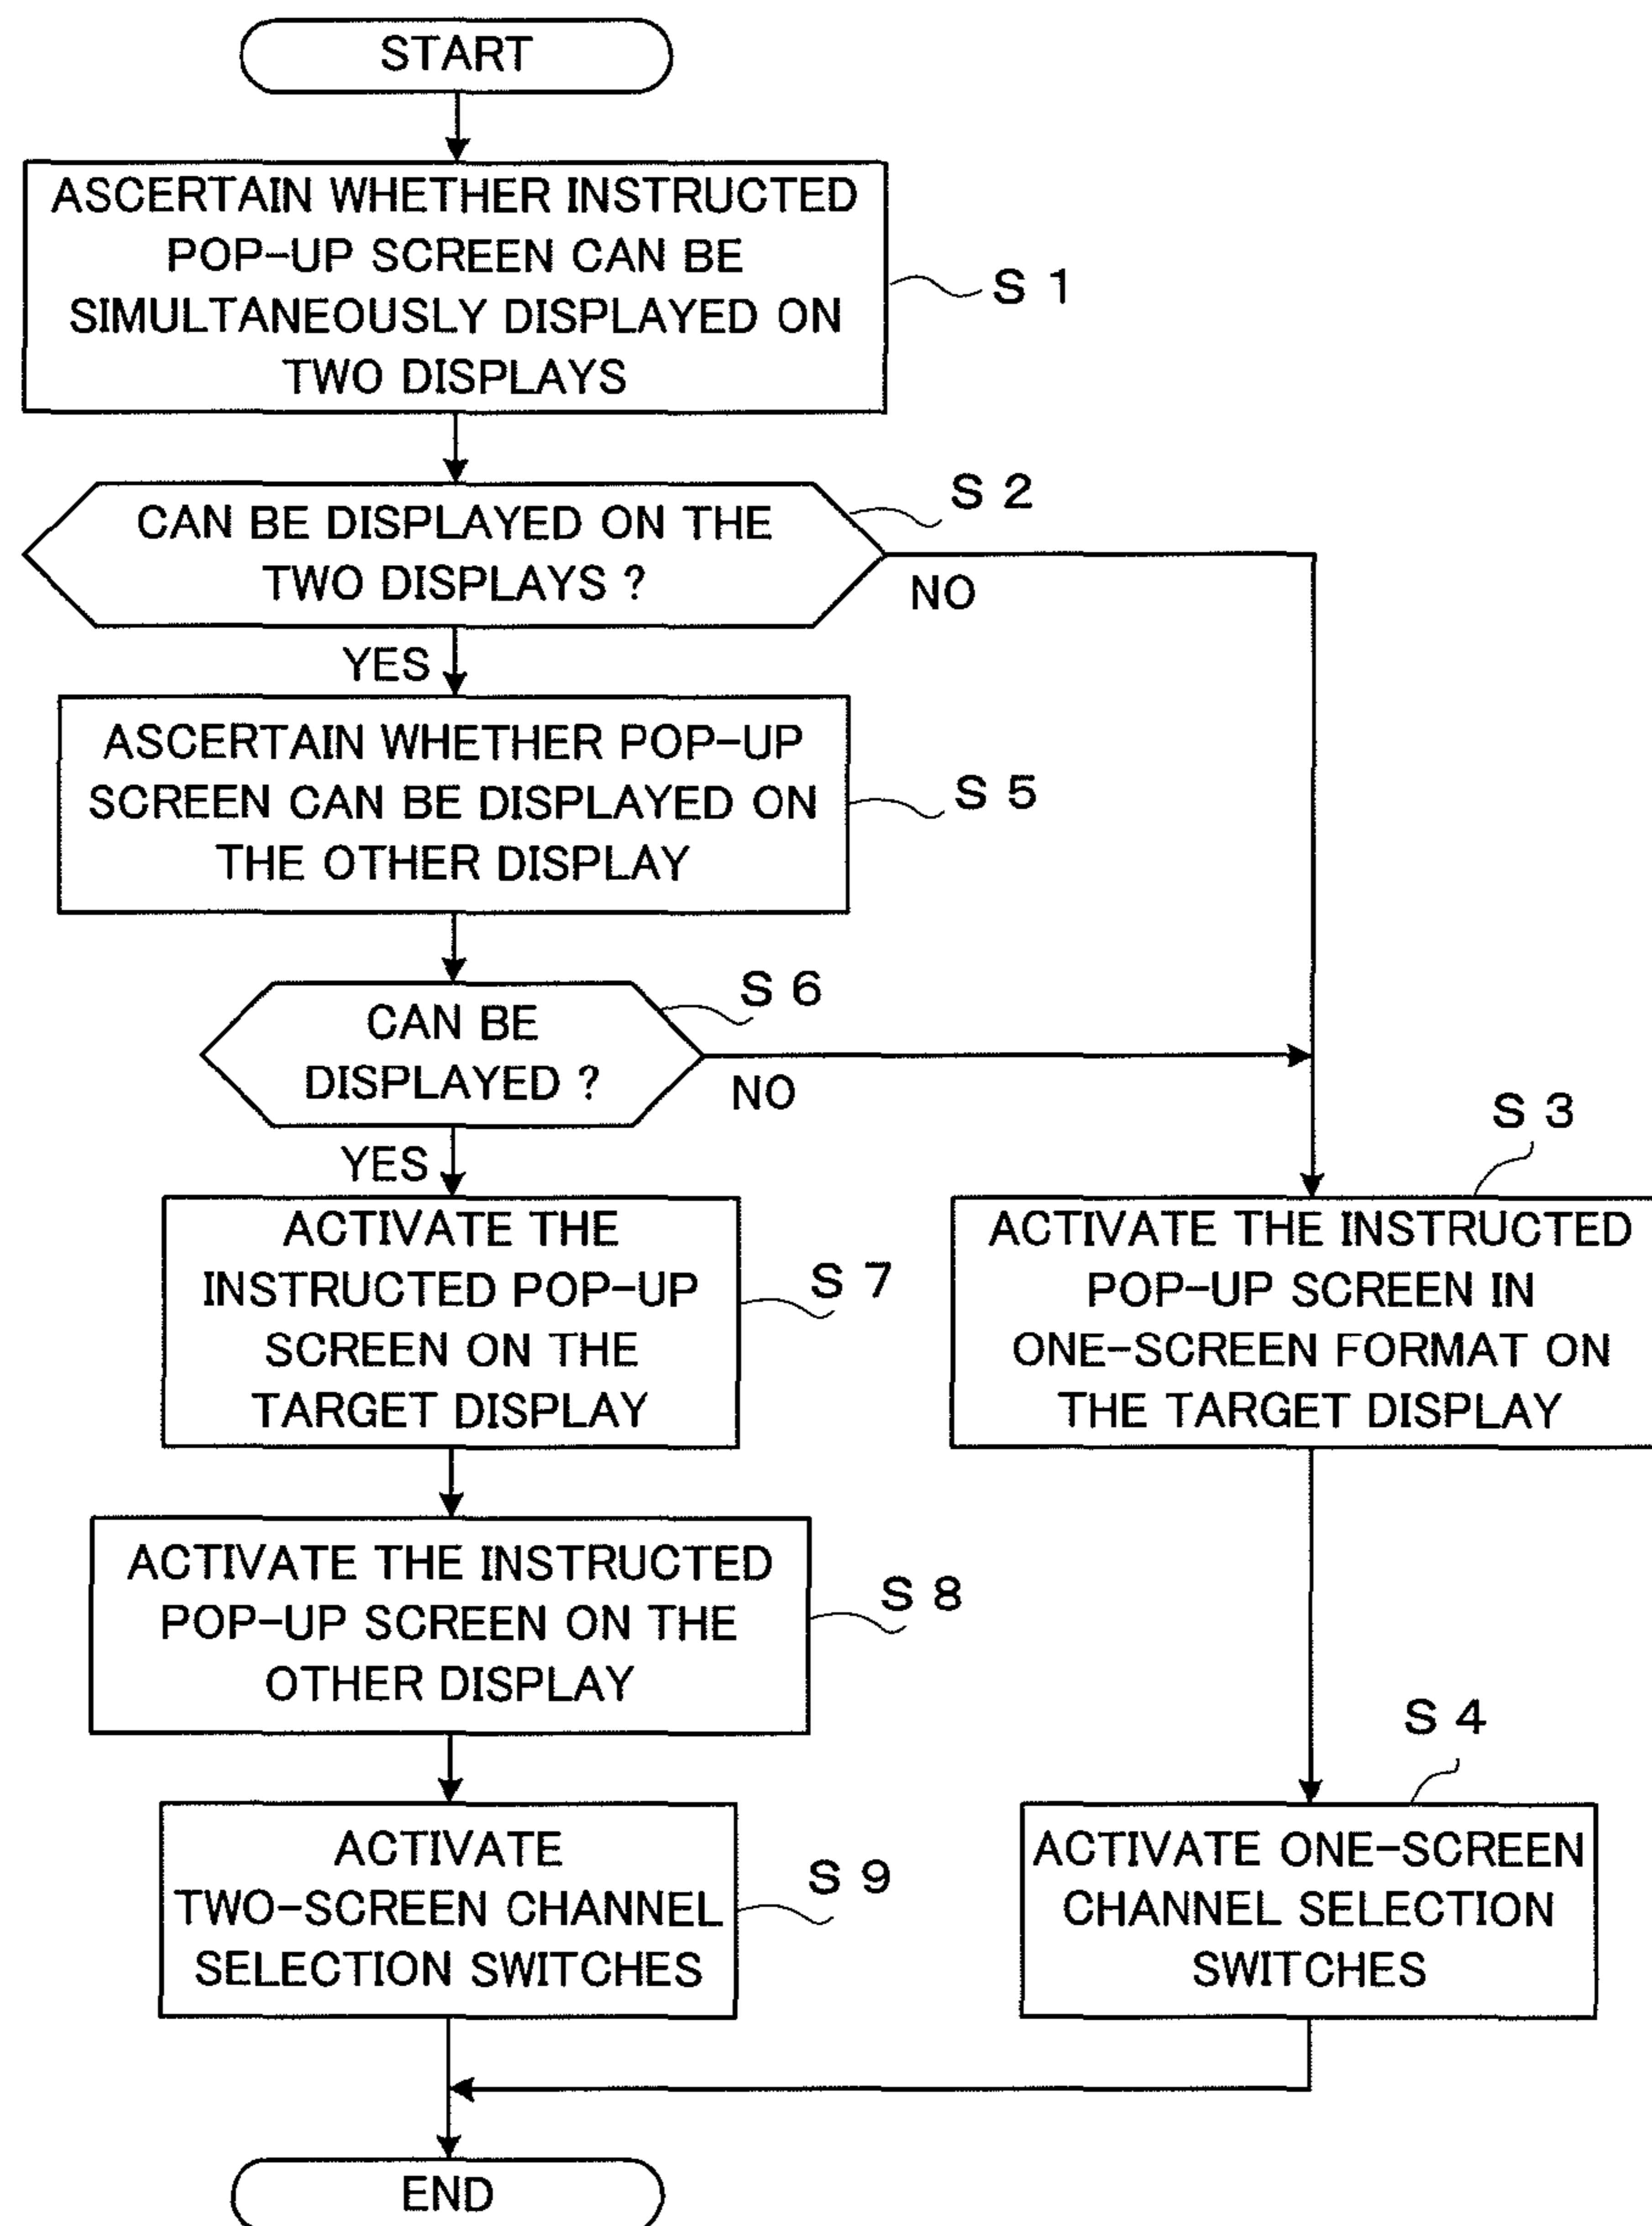 START
ASCERTAIN WHETHER INSTRUCTED
POP-UP SCREEN CAN BE
SIMULTANEOUSLY DISPLAYED ON
TWO DISPLAYS
S 1
CAN BE DISPLAYED ON THE
TWO DISPLAYS ?
S 2
NO
YES
ASCERTAIN WHETHER POP-UP
SCREEN CAN BE DISPLAYED ON
THE OTHER DISPLAY
S 5
CAN BE
DISPLAYED ?
S 6
NO
YES
ACTIVATE THE
INSTRUCTED POP-UP
SCREEN ON THE
TARGET DISPLAY
S 7
ACTIVATE THE INSTRUCTED
POP-UP SCREEN IN
ONE-SCREEN FORMAT ON
THE TARGET DISPLAY
S 3
ACTIVATE THE INSTRUCTED
POP-UP SCREEN ON THE
OTHER DISPLAY
S 8
ACTIVATE
TWO-SCREEN CHANNEL
SELECTION SWITCHES
S 9
ACTIVATE ONE-SCREEN
CHANNEL SELECTION
SWITCHES
S 4
END